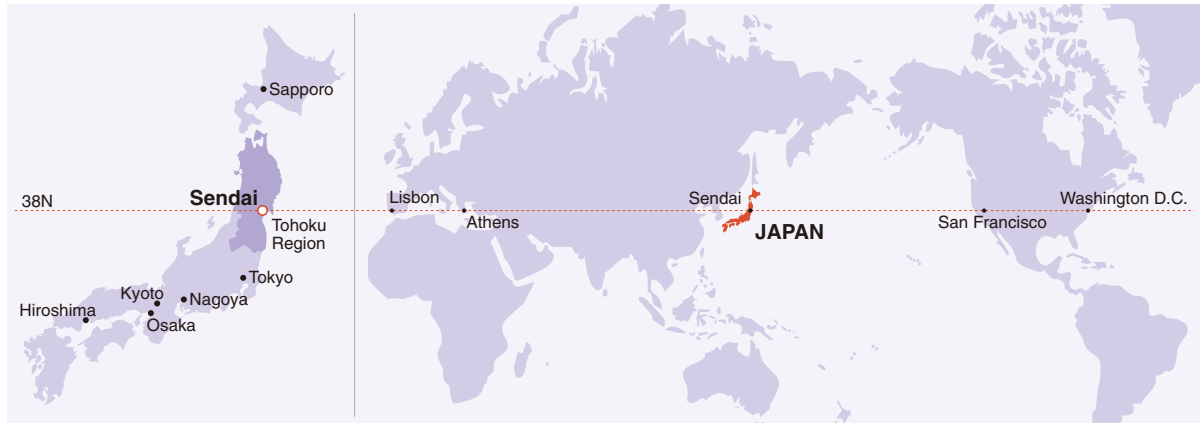 Sapporo
Sendai
38N
Tohoku
Region
Tokyo
Kyoto
Nagoya
Hiroshima
Osaka
Lisbon
Athens
Sendai
JAPAN
San Francisco
Washington D.C.